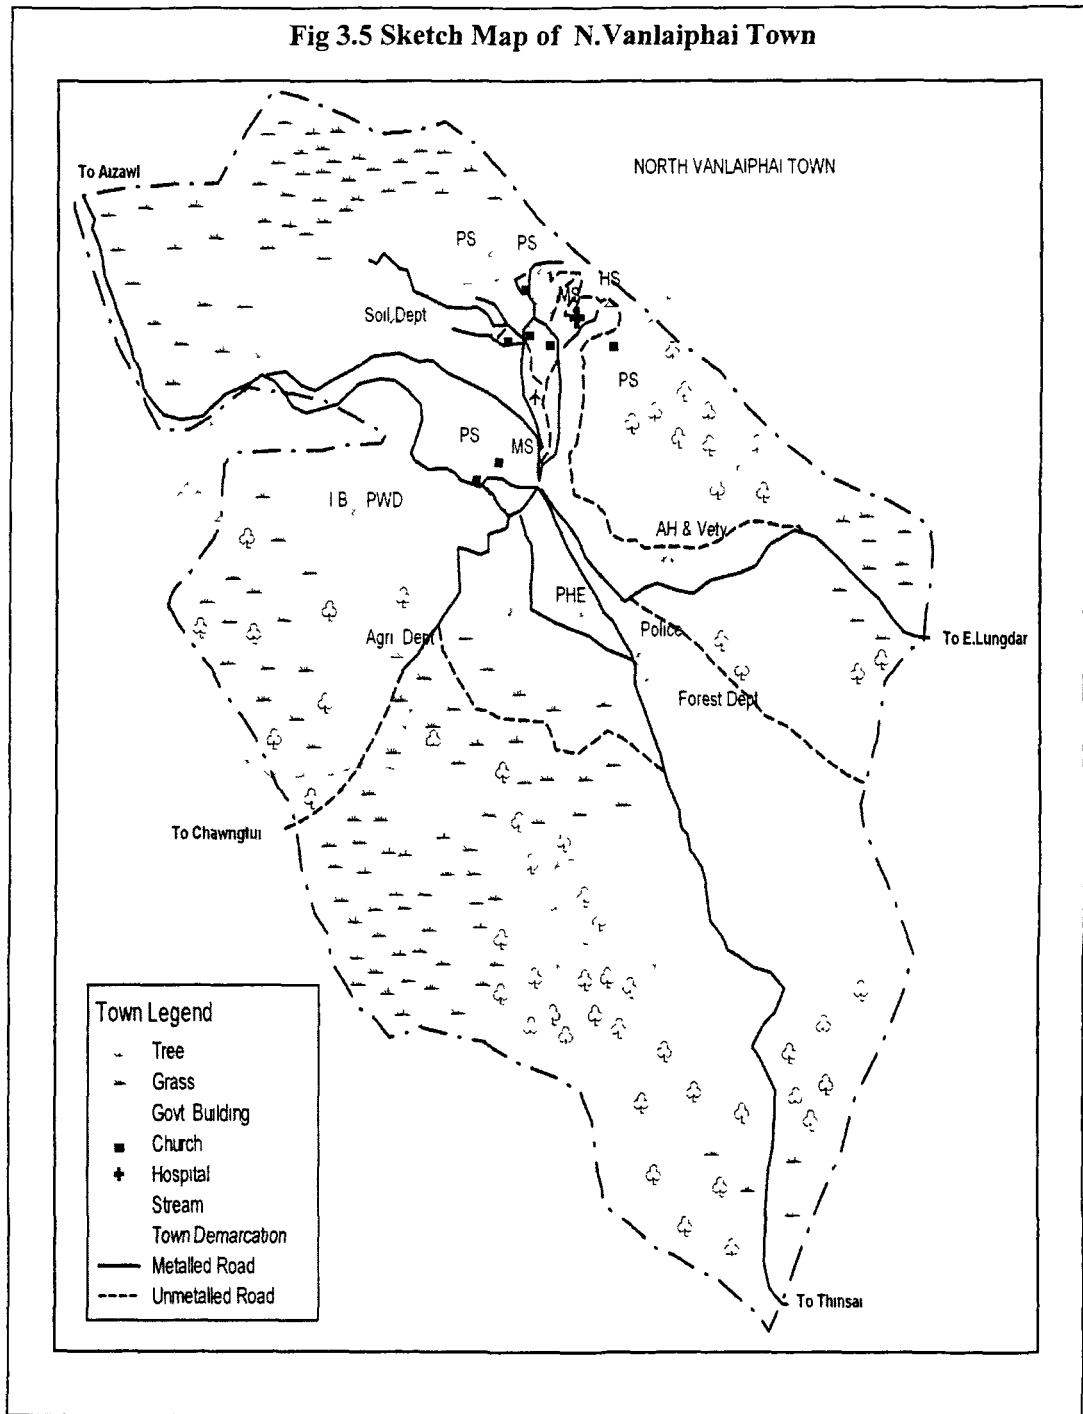 Fig 3.5 Sketch Map of N.Vanlaiphai Town
To Aizawl
NORTH VANLAIPHAI TOWN
PS
PS
HS
MS
Soil Dept
PS
PS
MS
I B PWD
AH & Vety
PHE
Agri Dept
Police
To E.Lungdar
Forest Dept
To Chawngtui
Town Legend
Tree
Grass
Govt Building
Church
Hospital
Stream
Town Demarcation
Metalled Road
Unmetalled Road
To Thinsai